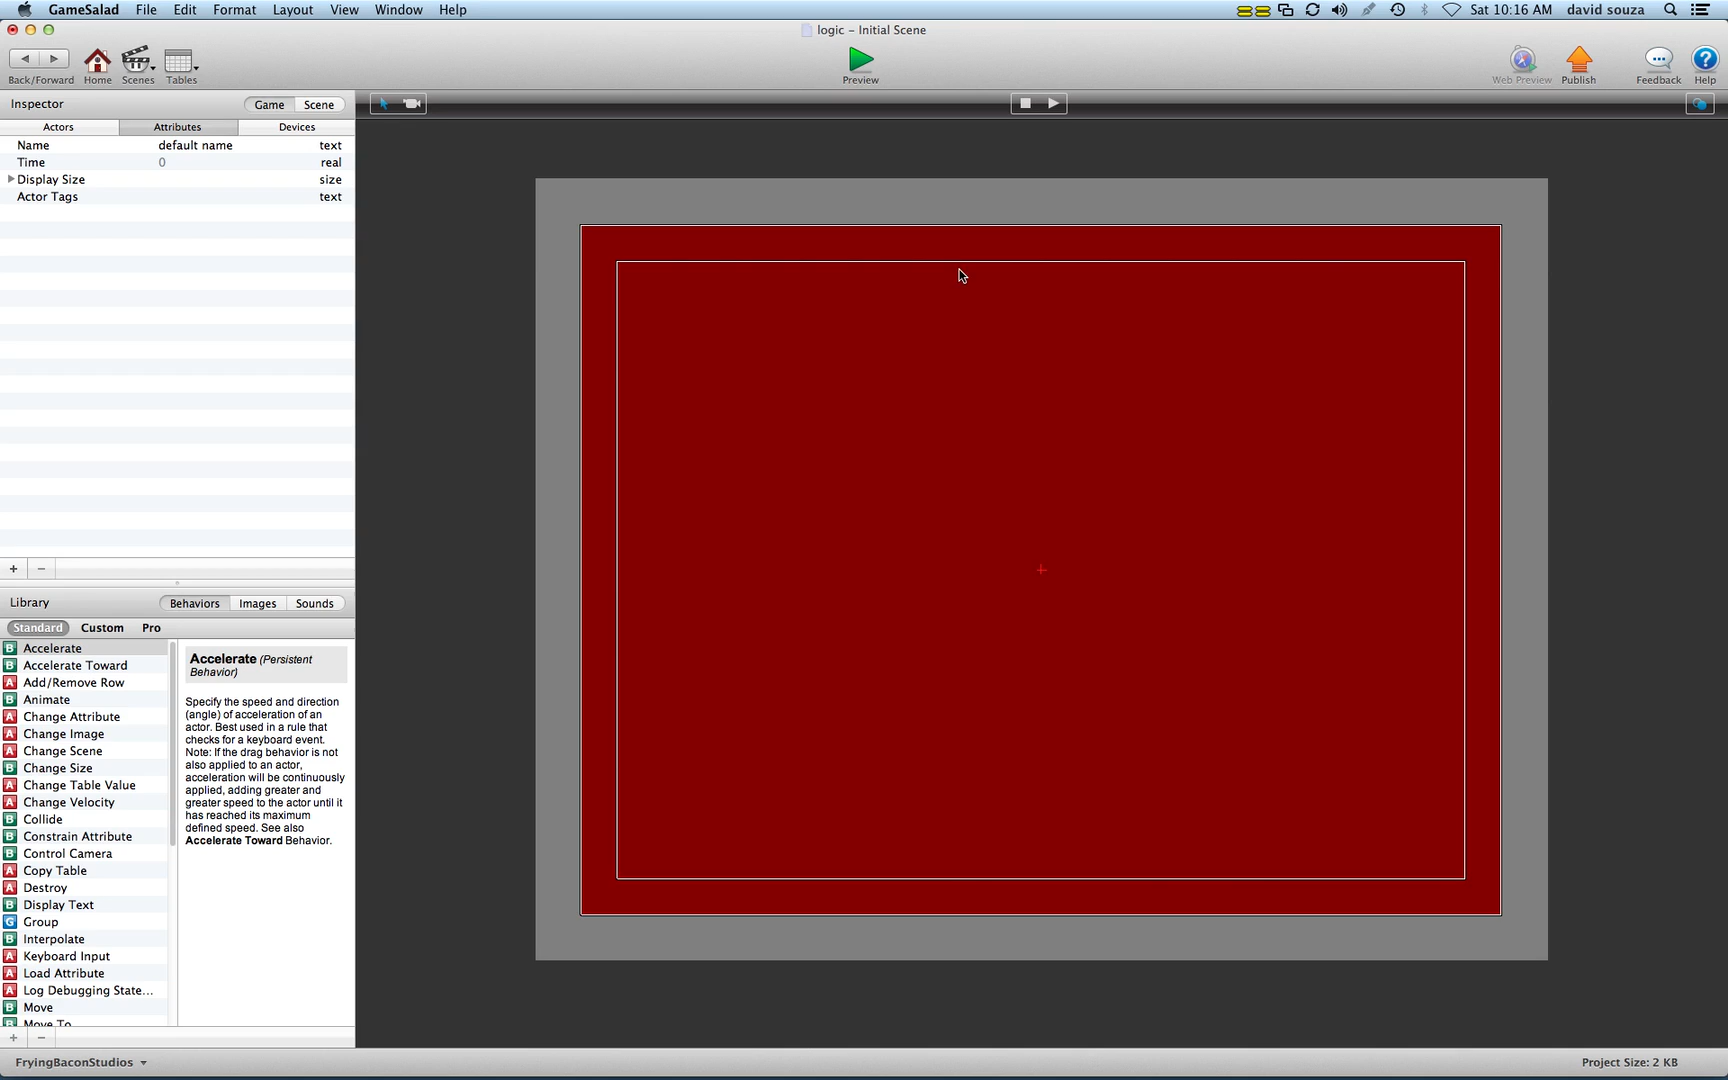 GameSalad File Edit Format Layout View Window Help Sat 10:16 AM david souza
logic – Initial Scene
Back/Forward Home Scenes Tables Preview Web Preview Publish Feedback Help
Inspector Game Scene
Actors Attributes Devices
Name default name text
Time 0 real
Display Size size
Actor Tags text
Library Behaviors Images Sounds
Standard Custom Pro
Accelerate
Accelerate Toward
Add/Remove Row
Animate
Change Attribute
Change Image
Change Scene
Change Size
Change Table Value
Change Velocity
Collide
Constrain Attribute
Control Camera
Copy Table
Destroy
Display Text
Group
Interpolate
Keyboard Input
Load Attribute
Log Debugging State...
Move
Move To
Accelerate (Persistent
Behavior)
Specify the speed and direction
(angle) of acceleration of an
actor. Best used in a rule that
checks for a keyboard event.
Note: If the drag behavior is not
also applied to an actor,
acceleration will be continuously
applied, adding greater and
greater speed to the actor until it
has reached its maximum
defined speed. See also
Accelerate Toward Behavior.
FryingBaconStudios Project Size: 2 KB